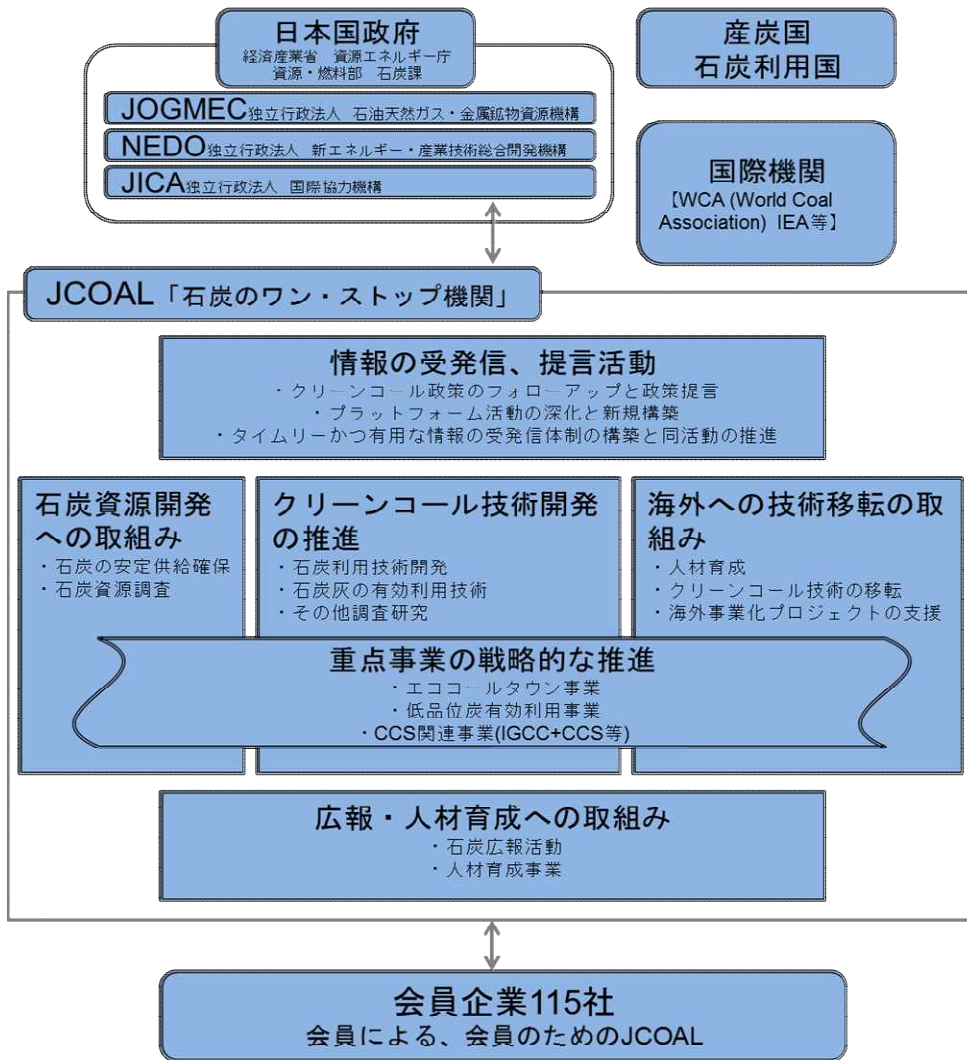 日本国政府
経済産業省 資源エネルギー庁
資源・燃料部 石炭課
JOGMEC独立行政法人 石油天然ガス・金属鉱物資源機構
NEDO独立行政法人 新エネルギー・産業技術総合開発機構
JICA独立行政法人 国際協力機構
産炭国
石炭利用国
国際機関
【WCA (World Coal
Association) IEA等】
JCOAL「石炭のワン・ストップ機関」
情報の受発信、提言活動
・クリーンコール政策のフォローアップと政策提言
・プラットフォーム活動の深化と新規構築
・タイムリーかつ有用な情報の受発信体制の構築と同活動の推進
石炭資源開発
への取組み
・石炭の安定供給確保
・石炭資源調査
クリーンコール技術開発
の推進
・石炭利用技術開発
・石炭灰の有効利用技術
・その他調査研究
海外への技術移転の取
組み
・人材育成
・クリーンコール技術の移転
・海外事業化プロジェクトの支援
重点事業の戦略的な推進
・エココールタウン事業
・低品位炭有効利用事業
・CCS関連事業(IGCC+CCS等)
広報・人材育成への取組み
・石炭広報活動
・人材育成事業
会員企業115社
会員による、会員のためのJCOAL